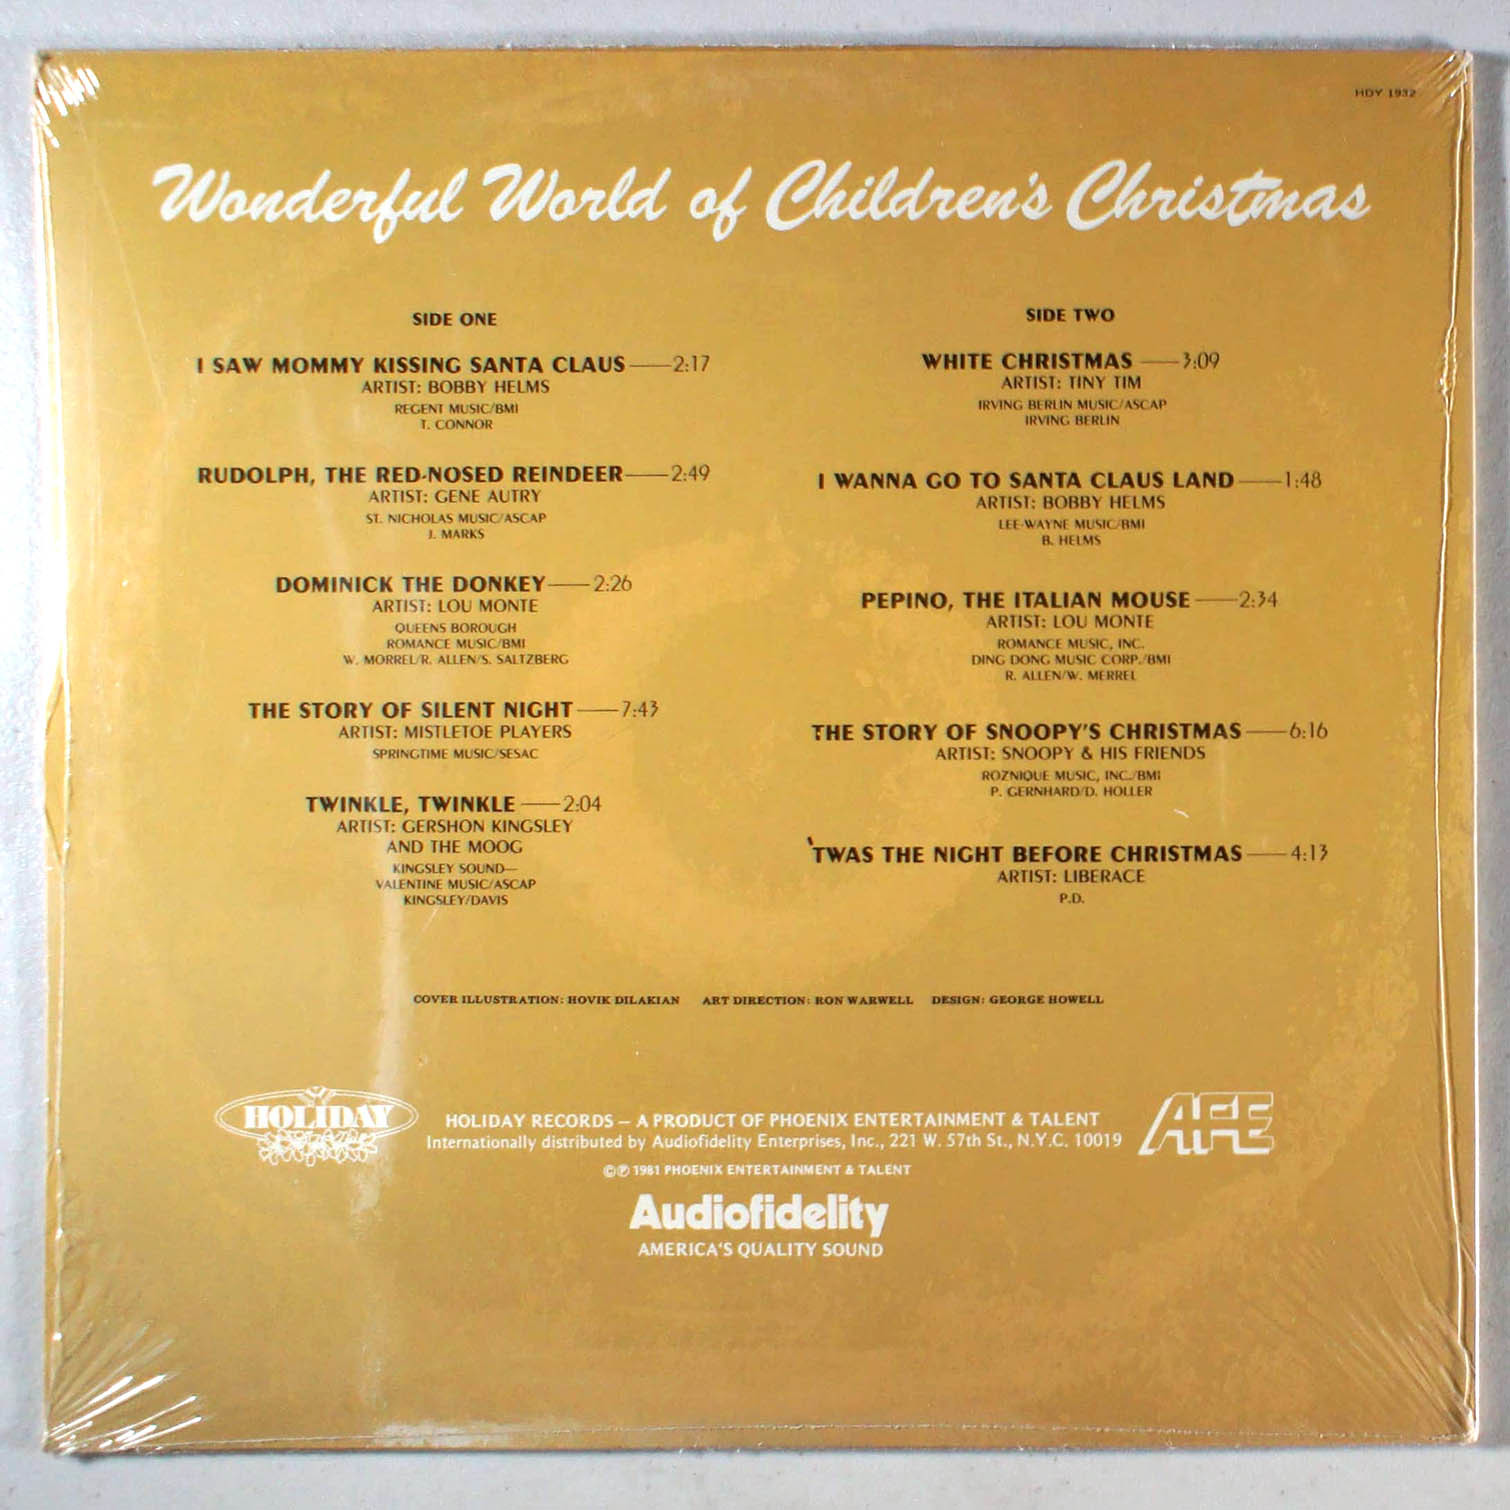 HDY 1932
Wonderful World of Children's Christmas
SIDE ONE
I SAW MOMMY KISSING SANTA CLAUS—2:17
ARTIST: BOBBY HELMS
REGENT MUSIC/BMI
T. CONNOR
RUDOLPH, THE RED-NOSED REINDEER—2:49
ARTIST: GENE AUTRY
ST. NICHOLAS MUSIC/ASCAP
J. MARKS
DOMINICK THE DONKEY—2:26
ARTIST: LOU MONTE
QUEENS BOROUGH
ROMANCE MUSIC/BMI
W. MORREL/R. ALLEN/S. SALTZBERG
THE STORY OF SILENT NIGHT—7:43
ARTIST: MISTLETOE PLAYERS
SPRINGTIME MUSIC/SESAC
TWINKLE, TWINKLE—2:04
ARTIST: GERSHON KINGSLEY
AND THE MOOG
KINGSLEY SOUND—
VALENTINE MUSIC/ASCAP
KINGSLEY/DAVIS
SIDE TWO
WHITE CHRISTMAS—3:09
ARTIST: TINY TIM
IRVING BERLIN MUSIC/ASCAP
IRVING BERLIN
I WANNA GO TO SANTA CLAUS LAND—1:48
ARTIST: BOBBY HELMS
LEE-WAYNE MUSIC/BMI
B. HELMS
PEPINO, THE ITALIAN MOUSE—2:34
ARTIST: LOU MONTE
ROMANCE MUSIC, INC.
DING DONG MUSIC CORP./BMI
R. ALLEN/W. MERREL
THE STORY OF SNOOPY'S CHRISTMAS—6:16
ARTIST: SNOOPY & HIS FRIENDS
ROZNIQUE MUSIC, INC./BMI
P. GERNHARD/D. HOLLER
'TWAS THE NIGHT BEFORE CHRISTMAS—4:13
ARTIST: LIBERACE
P.D.
COVER ILLUSTRATION: HOVIK DILAKIAN ART DIRECTION: RON WARWELL DESIGN: GEORGE HOWELL
HOLIDAY
HOLIDAY RECORDS – A PRODUCT OF PHOENIX ENTERTAINMENT & TALENT
Internationally distributed by Audiofidelity Enterprises, Inc., 221 W. 57th St., N.Y.C. 10019
AFE
©℗ 1981 PHOENIX ENTERTAINMENT & TALENT
Audiofidelity
AMERICA'S QUALITY SOUND